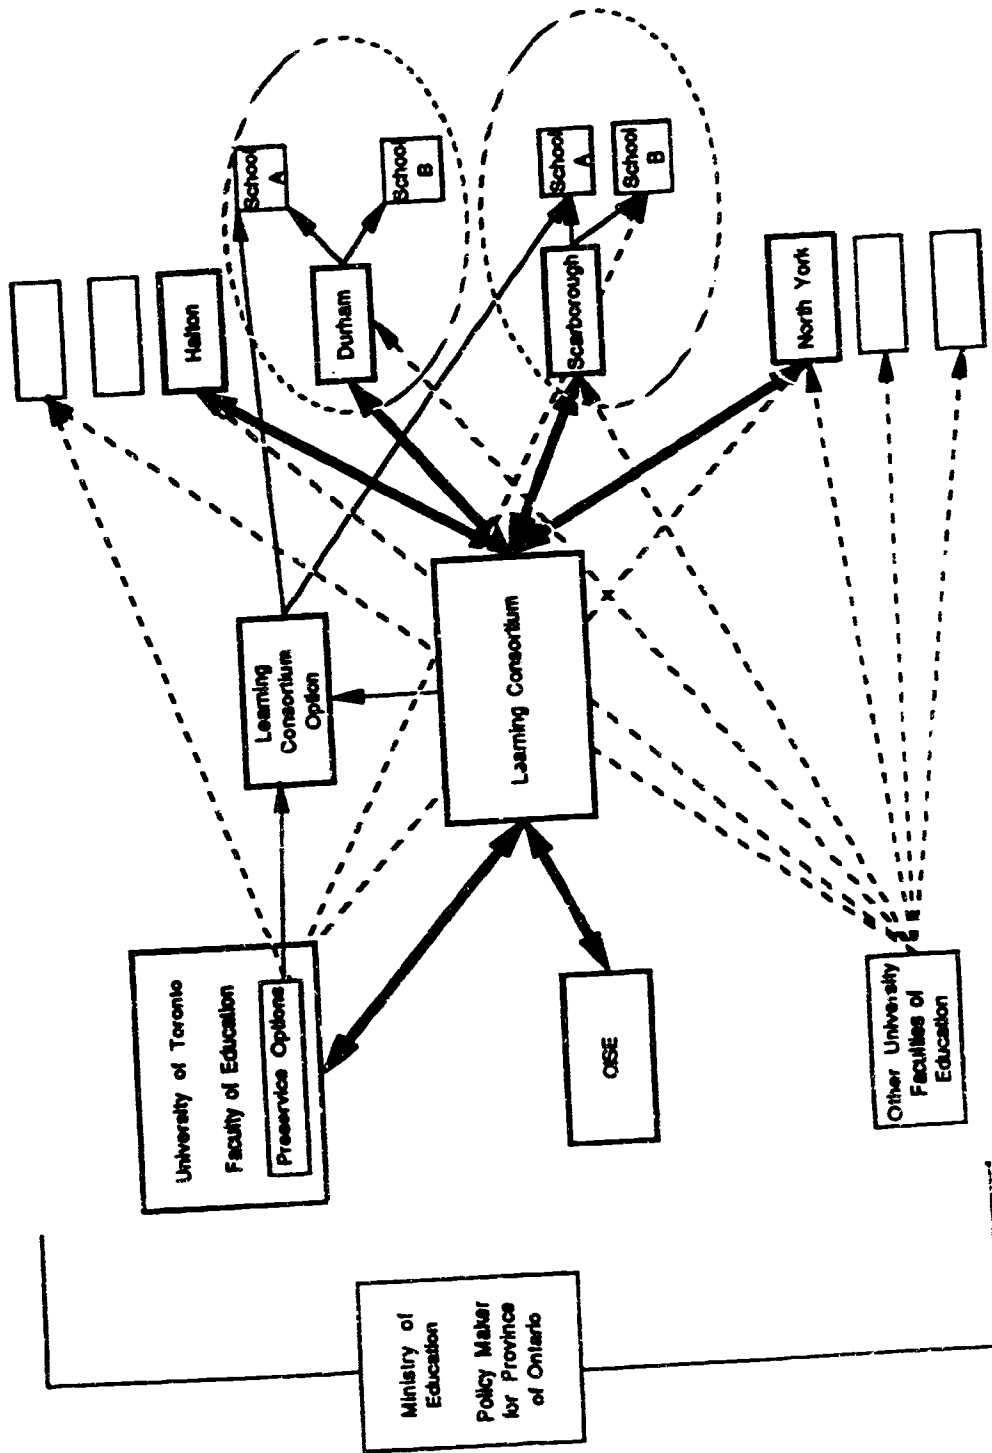 Ministry of
Education
Policy Maker
for Province
of Ontario
University of Toronto
Faculty of Education
Preservice Options
OISE
Other University
Faculties of
Education
Learning
Consortium
Option
Learning Consortium
Halton
Durham
Scarborough
North York
School
A
School
B
School
A
School
B